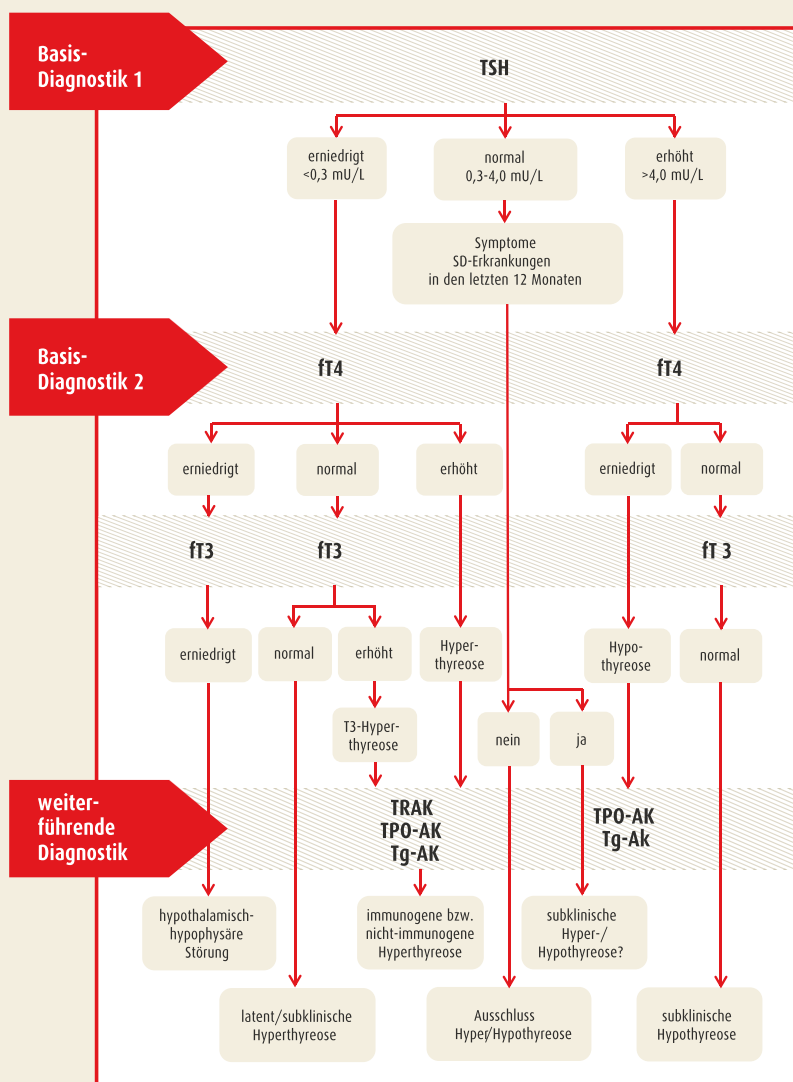 Basis-
Diagnostik 1
TSH
erniedrigt
<0,3 mU/L
normal
0,3-4,0 mU/L
erhöht
>4,0 mU/L
Symptome
SD-Erkrankungen
in den letzten 12 Monaten
Basis-
Diagnostik 2
fT4
fT4
erniedrigt
normal
erhöht
erniedrigt
normal
fT3
fT3
fT 3
erniedrigt
normal
erhöht
Hyper-
thyreose
Hypo-
thyreose
normal
T3-Hyper-
thyreose
nein
ja
weiter-
führende
Diagnostik
TRAK
TPO-AK
Tg-AK
TPO-AK
Tg-Ak
hypothalamisch-
hypophysäre
Störung
immunogene bzw.
nicht-immunogene
Hyperthyreose
subklinische
Hyper-/
Hypothyreose?
latent/subklinische
Hyperthyreose
Ausschluss
Hyper/Hypothyreose
subklinische
Hypothyreose